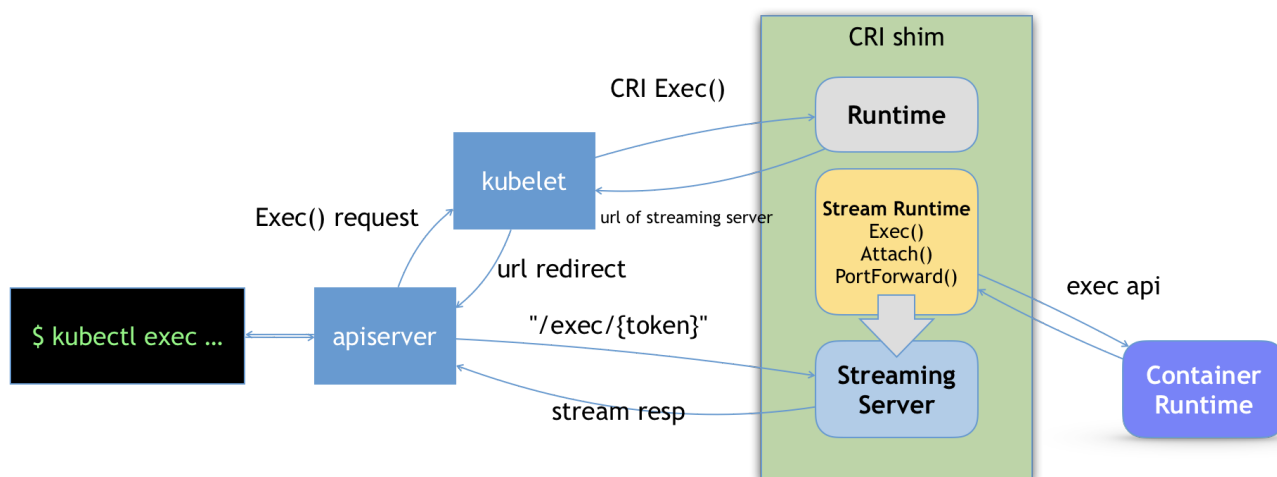 CRI shim
CRI Exec()
Runtime
kubelet
url of streaming server
Stream Runtime
Exec()
Attach()
PortForward()
Exec() request
url redirect
exec api
$ kubectl exec ...
apiserver
"/exec/{token}"
Streaming
Server
stream resp
Container
Runtime